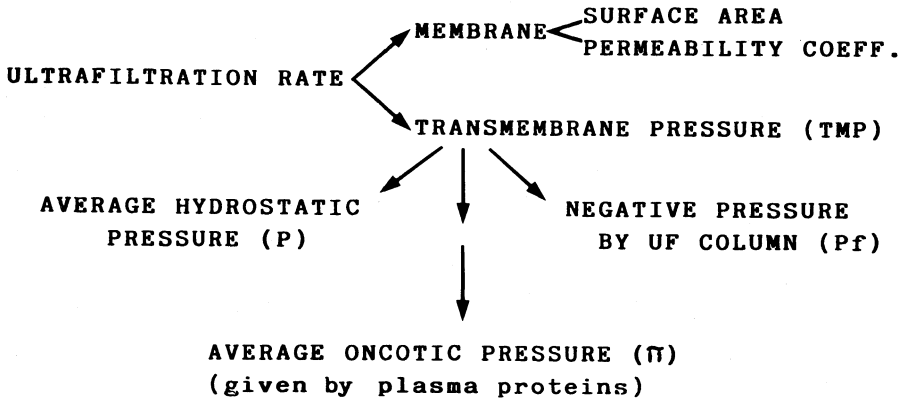 SURFACE AREA
MEMBRANE
PERMEABILITY COEFF.
ULTRAFILTRATION RATE
TRANSMEMBRANE PRESSURE (TMP)
AVERAGE HYDROSTATIC
PRESSURE (P)
NEGATIVE PRESSURE
BY UF COLUMN (Pf)
AVERAGE ONCOTIC PRESSURE (π)
(given by plasma proteins)